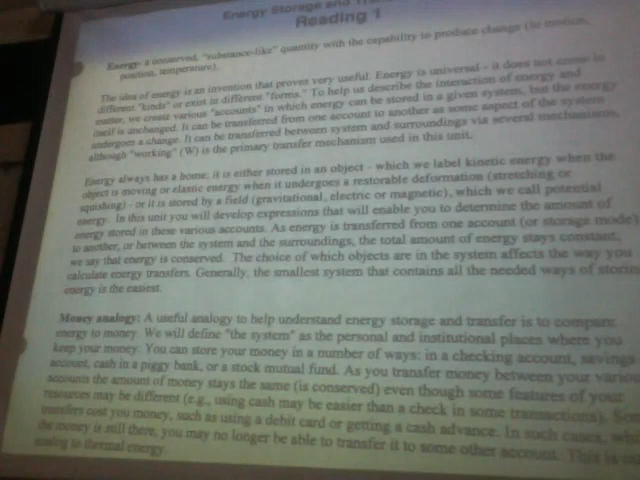 Energy Storage and
Reading 1
Energy- a conserved, "substance-like" quantity with the capability to produce change (in motion,
position, temperature).
The idea of energy is an invention that proves very useful. Energy is universal - it does not come in
different "kinds" or exist in different "forms." To help us describe the interaction of energy and
matter, we create various "accounts" in which energy can be stored in a given system, but the energy
itself is unchanged. It can be transferred from one account to another as some aspect of the system
undergoes a change. It can be transferred between system and surroundings via several mechanisms,
although "working" (W) is the primary transfer mechanism used in this unit.
Energy always has a home; it is either stored in an object - which we label kinetic energy when the
object is moving or elastic energy when it undergoes a restorable deformation (stretching or
squishing) - or it is stored by a field (gravitational, electric or magnetic), which we call potential
energy. In this unit you will develop expressions that will enable you to determine the amount of
energy stored in these various accounts. As energy is transferred from one account (or storage mode)
to another, or between the system and the surroundings, the total amount of energy stays constant,
we say that energy is conserved. The choice of which objects are in the system affects the way you
calculate energy transfers. Generally, the smallest system that contains all the needed ways of storin
energy is the easiest.
Money analogy: A useful analogy to help understand energy storage and transfer is to compare
energy to money. We will define "the system" as the personal and institutional places where you
keep your money. You can store your money in a number of ways: in a checking account, savings
account, cash in a piggy bank, or a stock mutual fund. As you transfer money between your variou
accounts the amount of money stays the same (is conserved) even though some features of your
resources may be different (e.g., using cash may be easier than a check in some transactions). Som
transfers cost you money, such as using a debit card or getting a cash advance. In such cases, whi
the money is still there, you may no longer be able to transfer it to some other account. This is
analog to thermal energy.